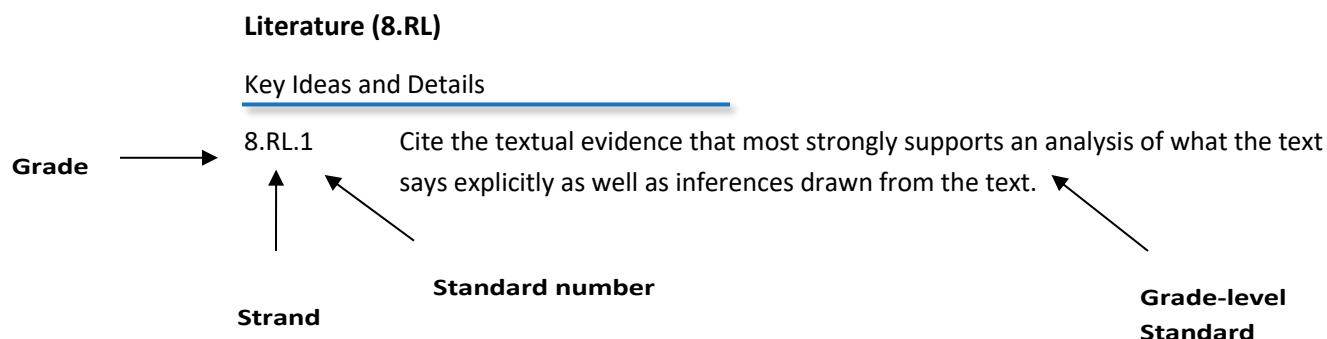 Literature (8.RL)
Key Ideas and Details
8.RL.1 Cite the textual evidence that most strongly supports an analysis of what the text
says explicitly as well as inferences drawn from the text.
Grade
Standard number
Strand
Grade-level
Standard